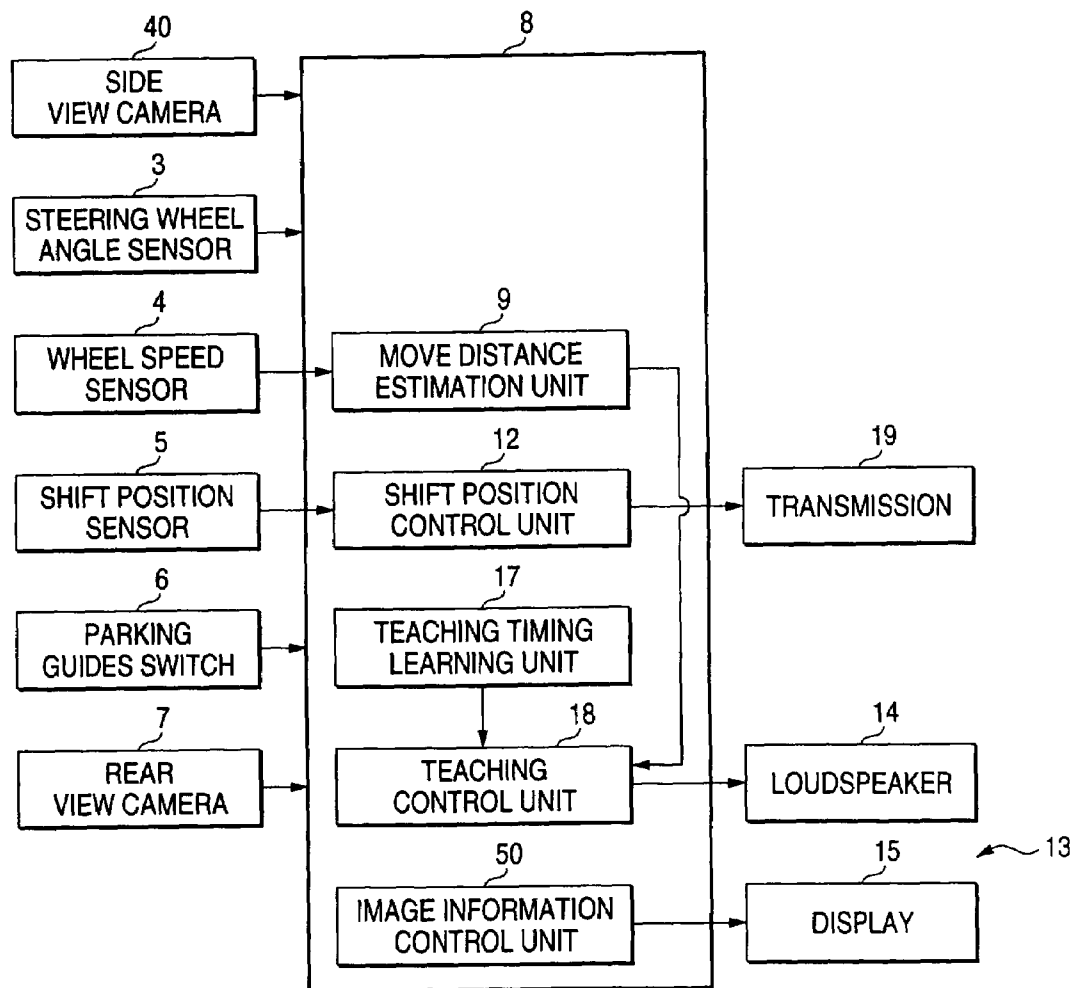 40
SIDE
VIEW CAMERA
8
3
STEERING WHEEL
ANGLE SENSOR
4
WHEEL SPEED
SENSOR
9
MOVE DISTANCE
ESTIMATION UNIT
5
SHIFT POSITION
SENSOR
12
SHIFT POSITION
CONTROL UNIT
19
TRANSMISSION
6
PARKING
GUIDES SWITCH
17
TEACHING TIMING
LEARNING UNIT
7
REAR
VIEW CAMERA
18
TEACHING
CONTROL UNIT
14
LOUDSPEAKER
13
50
IMAGE INFORMATION
CONTROL UNIT
15
DISPLAY